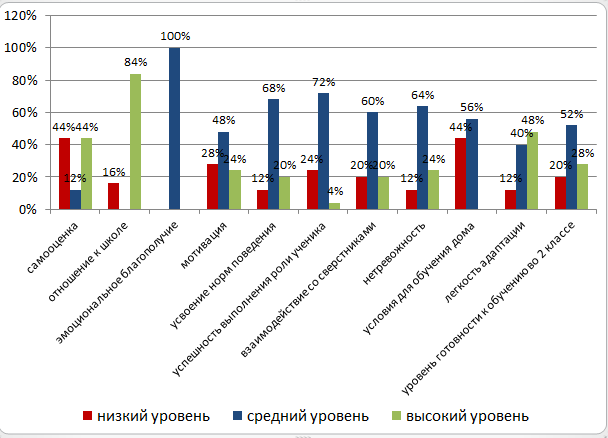 120%
100%
80%
60%
40%
20%
0%
44%
12%
44%
16%
84%
100%
28%
48%
24%
12%
68%
20%
24%
72%
4%
20%
60%
20%
12%
64%
24%
44%
56%
12%
40%
48%
20%
52%
28%
самооценка
отношение к школе
эмоциональное благополучие
мотивация
усвоение норм поведения
успешность выполнения роли ученика
взаимодействие со сверстниками
нетревожность
условия для обучения дома
легкость адаптации
уровень готовности к обучению во 2 классе
низкий уровень
средний уровень
высокий уровень